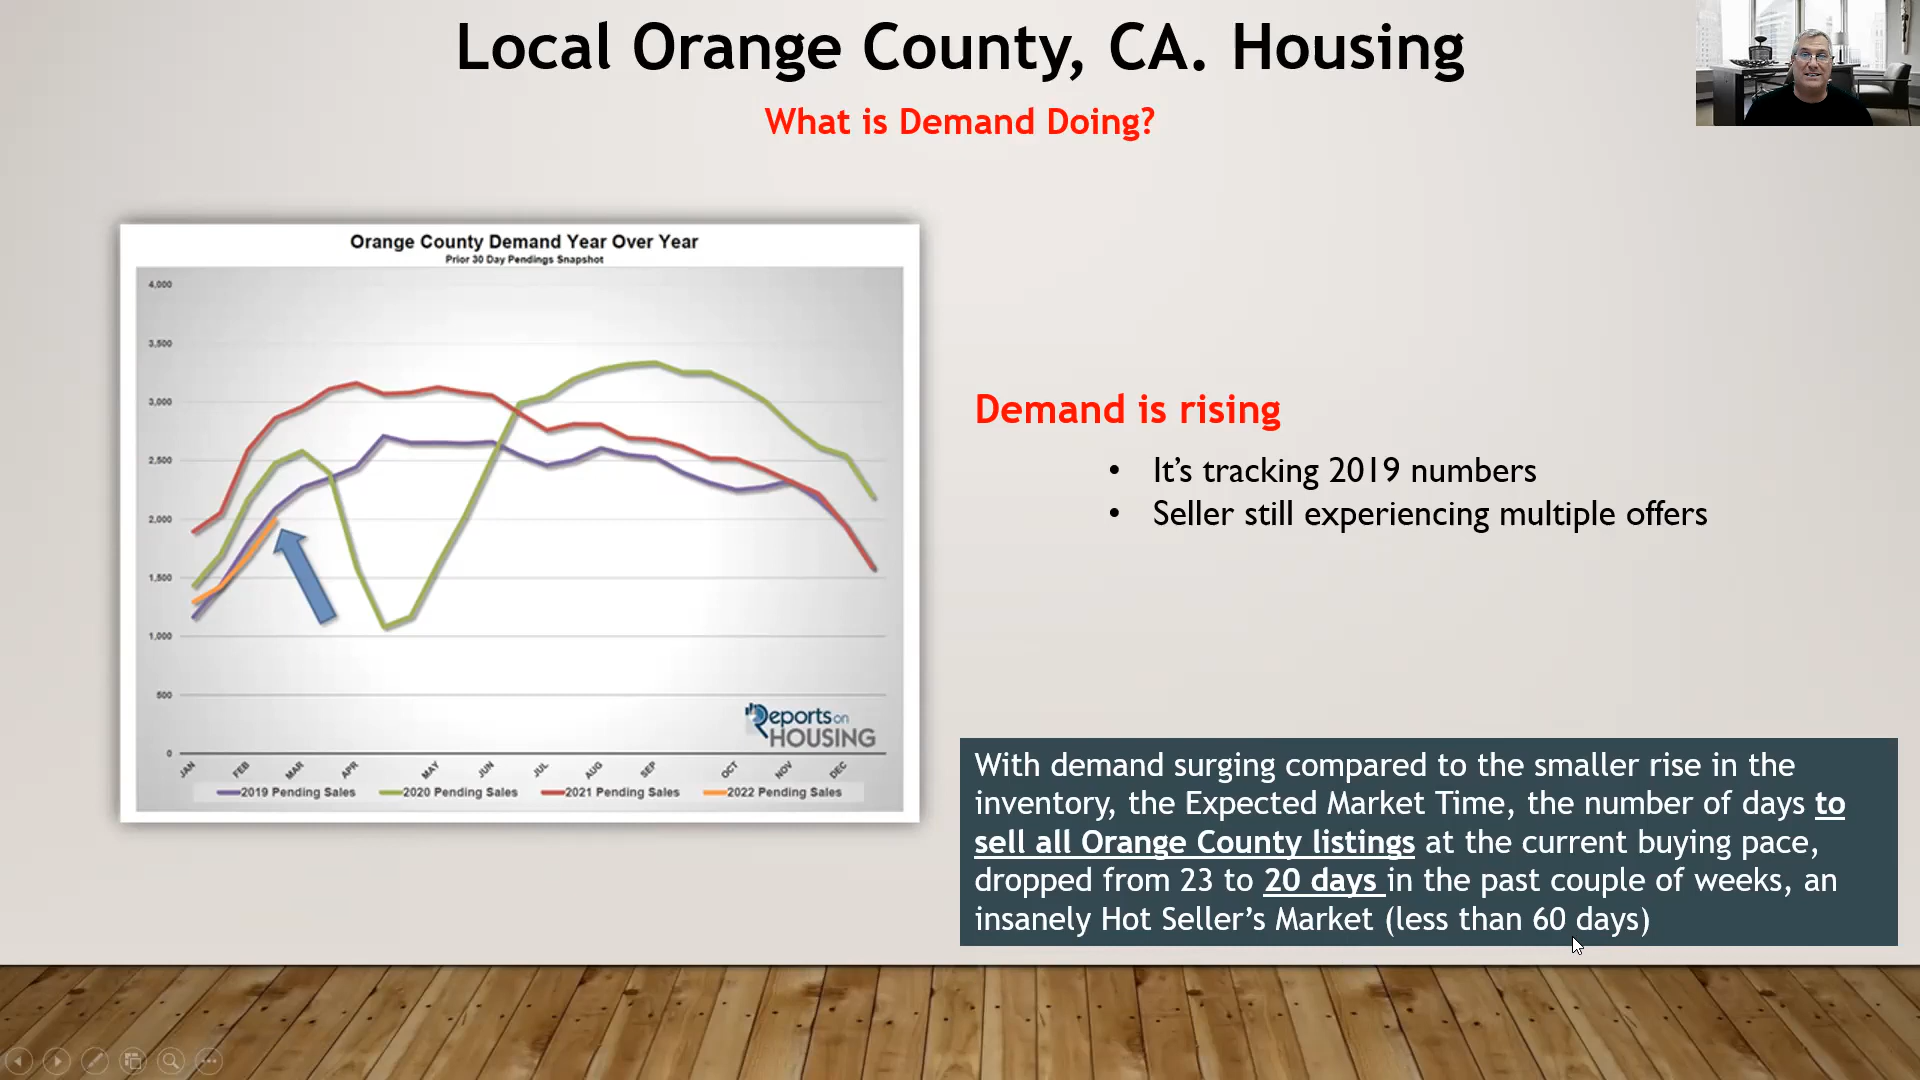 Local Orange County, CA. Housing
What is Demand Doing?
Orange County Demand Year Over Year
Prior 30 Day Pendings Snapshot
4,000
3,500
3,000
2,500
2,000
1,500
1,000
500
0
JAN FEB MAR APR MAY JUN JUL AUG SEP OCT NOV DEC
Reports on
HOUSING
2019 Pending Sales 2020 Pending Sales 2021 Pending Sales 2022 Pending Sales
Demand is rising
• It's tracking 2019 numbers
• Seller still experiencing multiple offers
With demand surging compared to the smaller rise in the
inventory, the Expected Market Time, the number of days to
sell all Orange County listings at the current buying pace,
dropped from 23 to 20 days in the past couple of weeks, an
insanely Hot Seller's Market (less than 60 days)